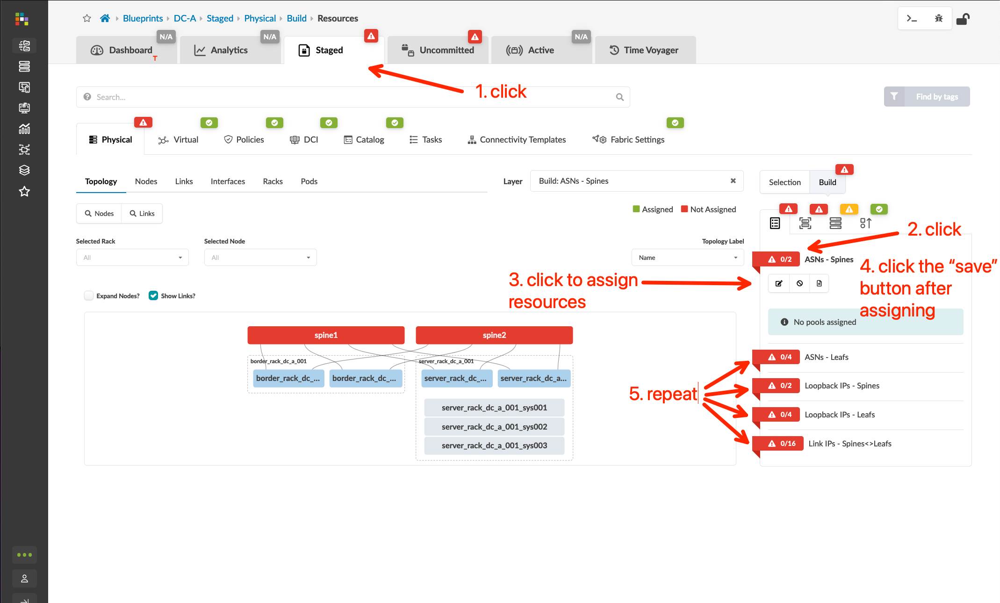 Blueprints DC-A Staged Physical Build Resources
N/A N/A N/A
Dashboard Analytics Staged Uncommitted Active Time Voyager
T
1. click
Search...
Find by tags
Physical Virtual Policies DCI Catalog Tasks Connectivity Templates Fabric Settings
Topology Nodes Links Interfaces Racks Pods
Layer Build: ASNs - Spines
Selection Build
Assigned Not Assigned
Nodes Links
2. click
Selected Rack Selected Node Topology Label
All All Name
0/2 ASNs - Spines
3. click to assign
resources
4. click the “save”
button after
assigning
Expand Nodes? Show Links?
No pools assigned
spine1 spine2
border_rack_dc_a_001 server_rack_dc_a_001
border_rack_dc_... border_rack_dc_... server_rack_dc_... server_rack_dc_a...
server_rack_dc_a_001_sys001
server_rack_dc_a_001_sys002
server_rack_dc_a_001_sys003
0/4 ASNs - Leafs
5. repeat
0/2 Loopback IPs - Spines
0/4 Loopback IPs - Leafs
0/16 Link IPs - Spines<>Leafs